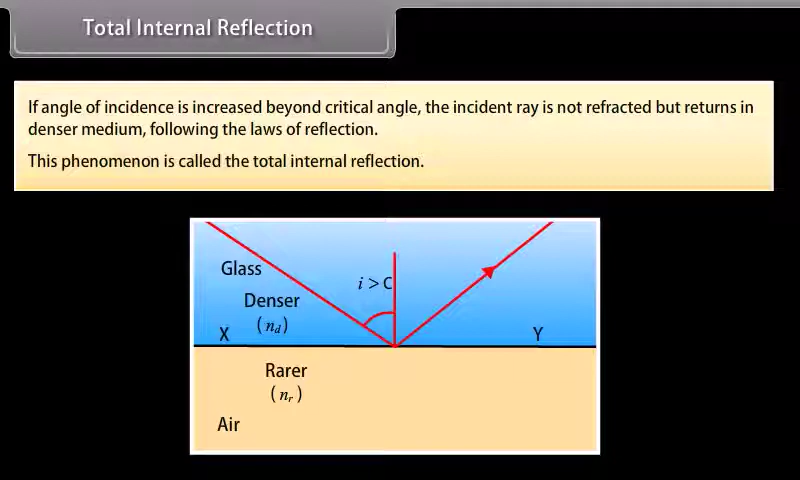 Total Internal Reflection
If angle of incidence is increased beyond critical angle, the incident ray is not refracted but returns in
denser medium, following the laws of reflection.
This phenomenon is called the total internal reflection.
Glass
i > C
Denser
(n_d)
X
Y
Rarer
(n_r)
Air